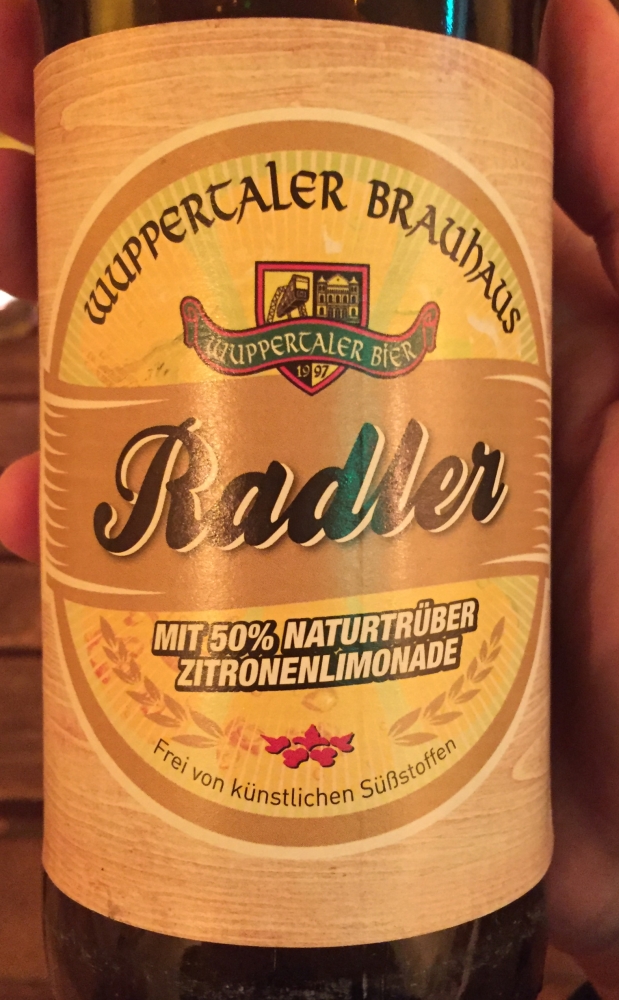 WUPPERTALER BRAUHAUS
WUPPERTALER BIER
1997
Radler
MIT 50% NATURTRÜBER
ZITRONENLIMONADE
Frei von künstlichen Süßstoffen